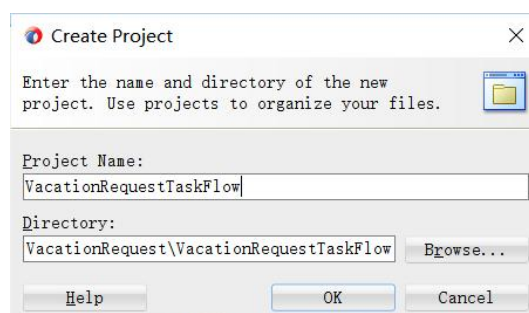 Create Project
Enter the name and directory of the new
project. Use projects to organize your files.
Project Name:
VacationRequestTaskFlow
Directory:
VacationRequest\VacationRequestTaskFlow
Browse...
Help
OK
Cancel